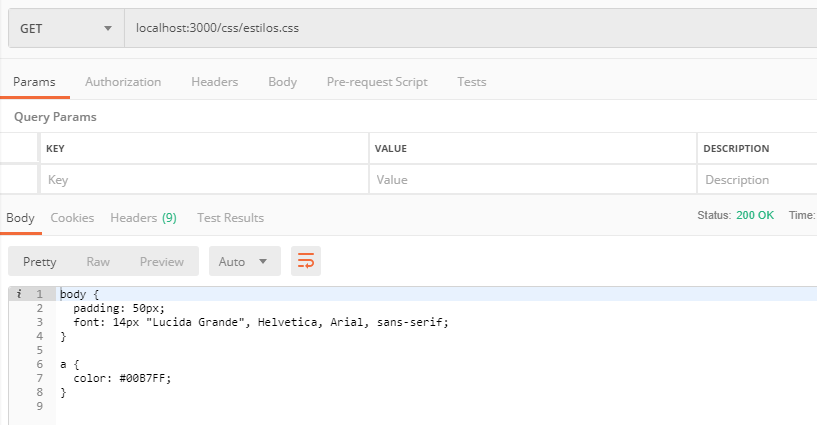 GET localhost:3000/css/estilos.css
Params Authorization Headers Body Pre-request Script Tests
Query Params
KEY VALUE DESCRIPTION
Key Value Description
Body Cookies Headers (9) Test Results Status: 200 OK Time:
Pretty Raw Preview Auto
i 1 body {
2 padding: 50px;
3 font: 14px "Lucida Grande", Helvetica, Arial, sans-serif;
4 }
5
6 a {
7 color: #00B7FF;
8 }
9